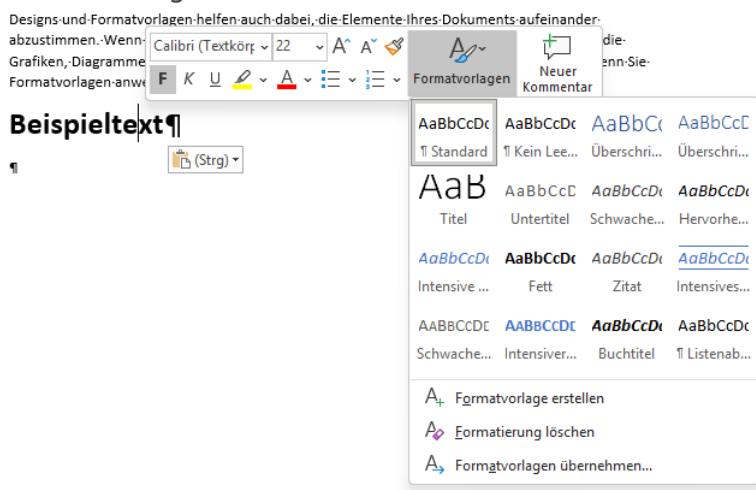 Designs und Formatvorlagen helfen auch dabei, die Elemente Ihres Dokuments aufeinander
abzustimmen. Wenn die
Grafiken, Diagramme enn Sie
Formatvorlagen anwe
Calibri (Textkörp 22
F K U
Formatvorlagen
Neuer
Kommentar
Beispieltext¶
(Strg)
¶
AaBbCcDc AaBbCcDc AaBbCc AaBbCcD
¶ Standard ¶ Kein Lee... Überschri... Überschri...
AaB AaBbCcD AaBbCcDc AaBbCcDc
Titel Untertitel Schwache... Hervorhe...
AaBbCcDc AaBbCcDc AaBbCcDc AaBbCcDc
Intensive ... Fett Zitat Intensives...
AABBCCDE AABBCCDE AaBbCcDc AaBbCcDc
Schwache... Intensiver... Buchtitel ¶ Listenab...
Formatvorlage erstellen
Formatierung löschen
Formatvorlagen übernehmen...